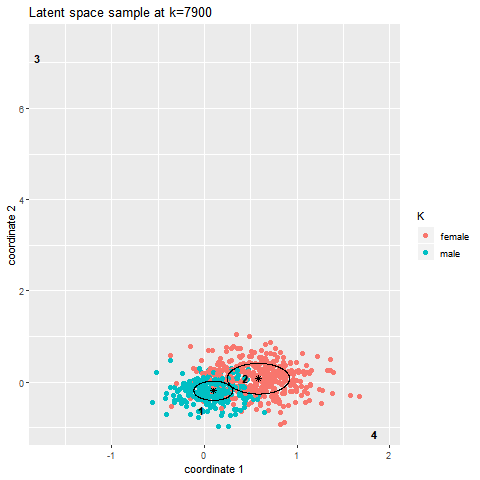 Latent space sample at k=7900
3
6
4
2
0
2
1
4
-1
0
1
2
coordinate 1
coordinate 2
K
female
male